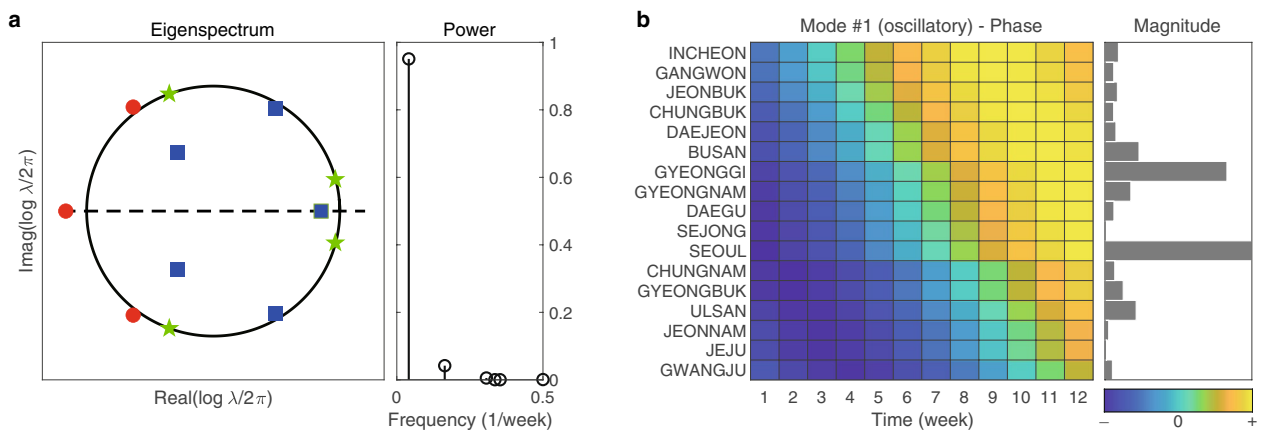 a
Eigenspectrum
Power
Imag(log λ/2π)
Real(log λ/2π)
1
0.8
0.6
0.4
0.2
0
0 0.5
Frequency (1/week)
b
Mode #1 (oscillatory) - Phase
Magnitude
INCHEON
GANGWON
JEONBUK
CHUNGBUK
DAEJEON
BUSAN
GYEONGGI
GYEONGNAM
DAEGU
SEJONG
SEOUL
CHUNGNAM
GYEONGBUK
ULSAN
JEONNAM
JEJU
GWANGJU
1 2 3 4 5 6 7 8 9 10 11 12
Time (week)
− 0 +